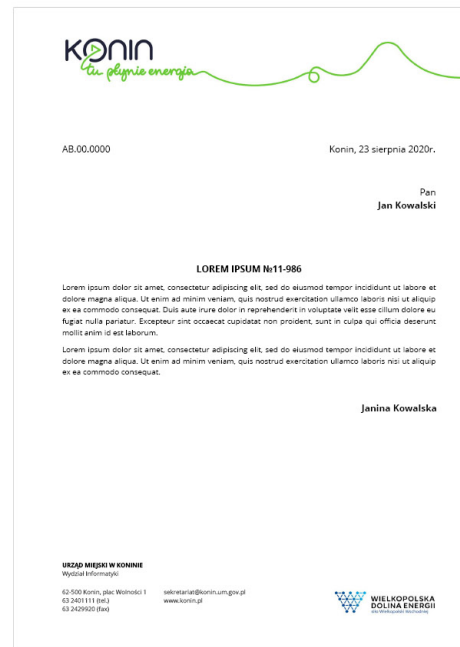 KONIN
tu płynie energia
AB.00.0000
Konin, 23 sierpnia 2020r.
Pan
Jan Kowalski
LOREM IPSUM №11-986
Lorem ipsum dolor sit amet, consectetur adipiscing elit, sed do eiusmod tempor incididunt ut labore et
dolore magna aliqua. Ut enim ad minim veniam, quis nostrud exercitation ullamco laboris nisi ut aliquip
ex ea commodo consequat. Duis aute irure dolor in reprehenderit in voluptate velit esse cillum dolore eu
fugiat nulla pariatur. Excepteur sint occaecat cupidatat non proident, sunt in culpa qui officia deserunt
mollit anim id est laborum.
Lorem ipsum dolor sit amet, consectetur adipiscing elit, sed do eiusmod tempor incididunt ut labore et
dolore magna aliqua. Ut enim ad minim veniam, quis nostrud exercitation ullamco laboris nisi ut aliquip
ex ea commodo consequat.
Janina Kowalska
URZĄD MIEJSKI W KONINIE
Wydział Informatyki
62-500 Konin, plac Wolności 1
63 2401111 (tel.)
63 2429920 (fax)
sekretariat@konin.um.gov.pl
www.konin.pl
WIELKOPOLSKA
DOLINA ENERGII
dla Wielkopolski Wschodniej